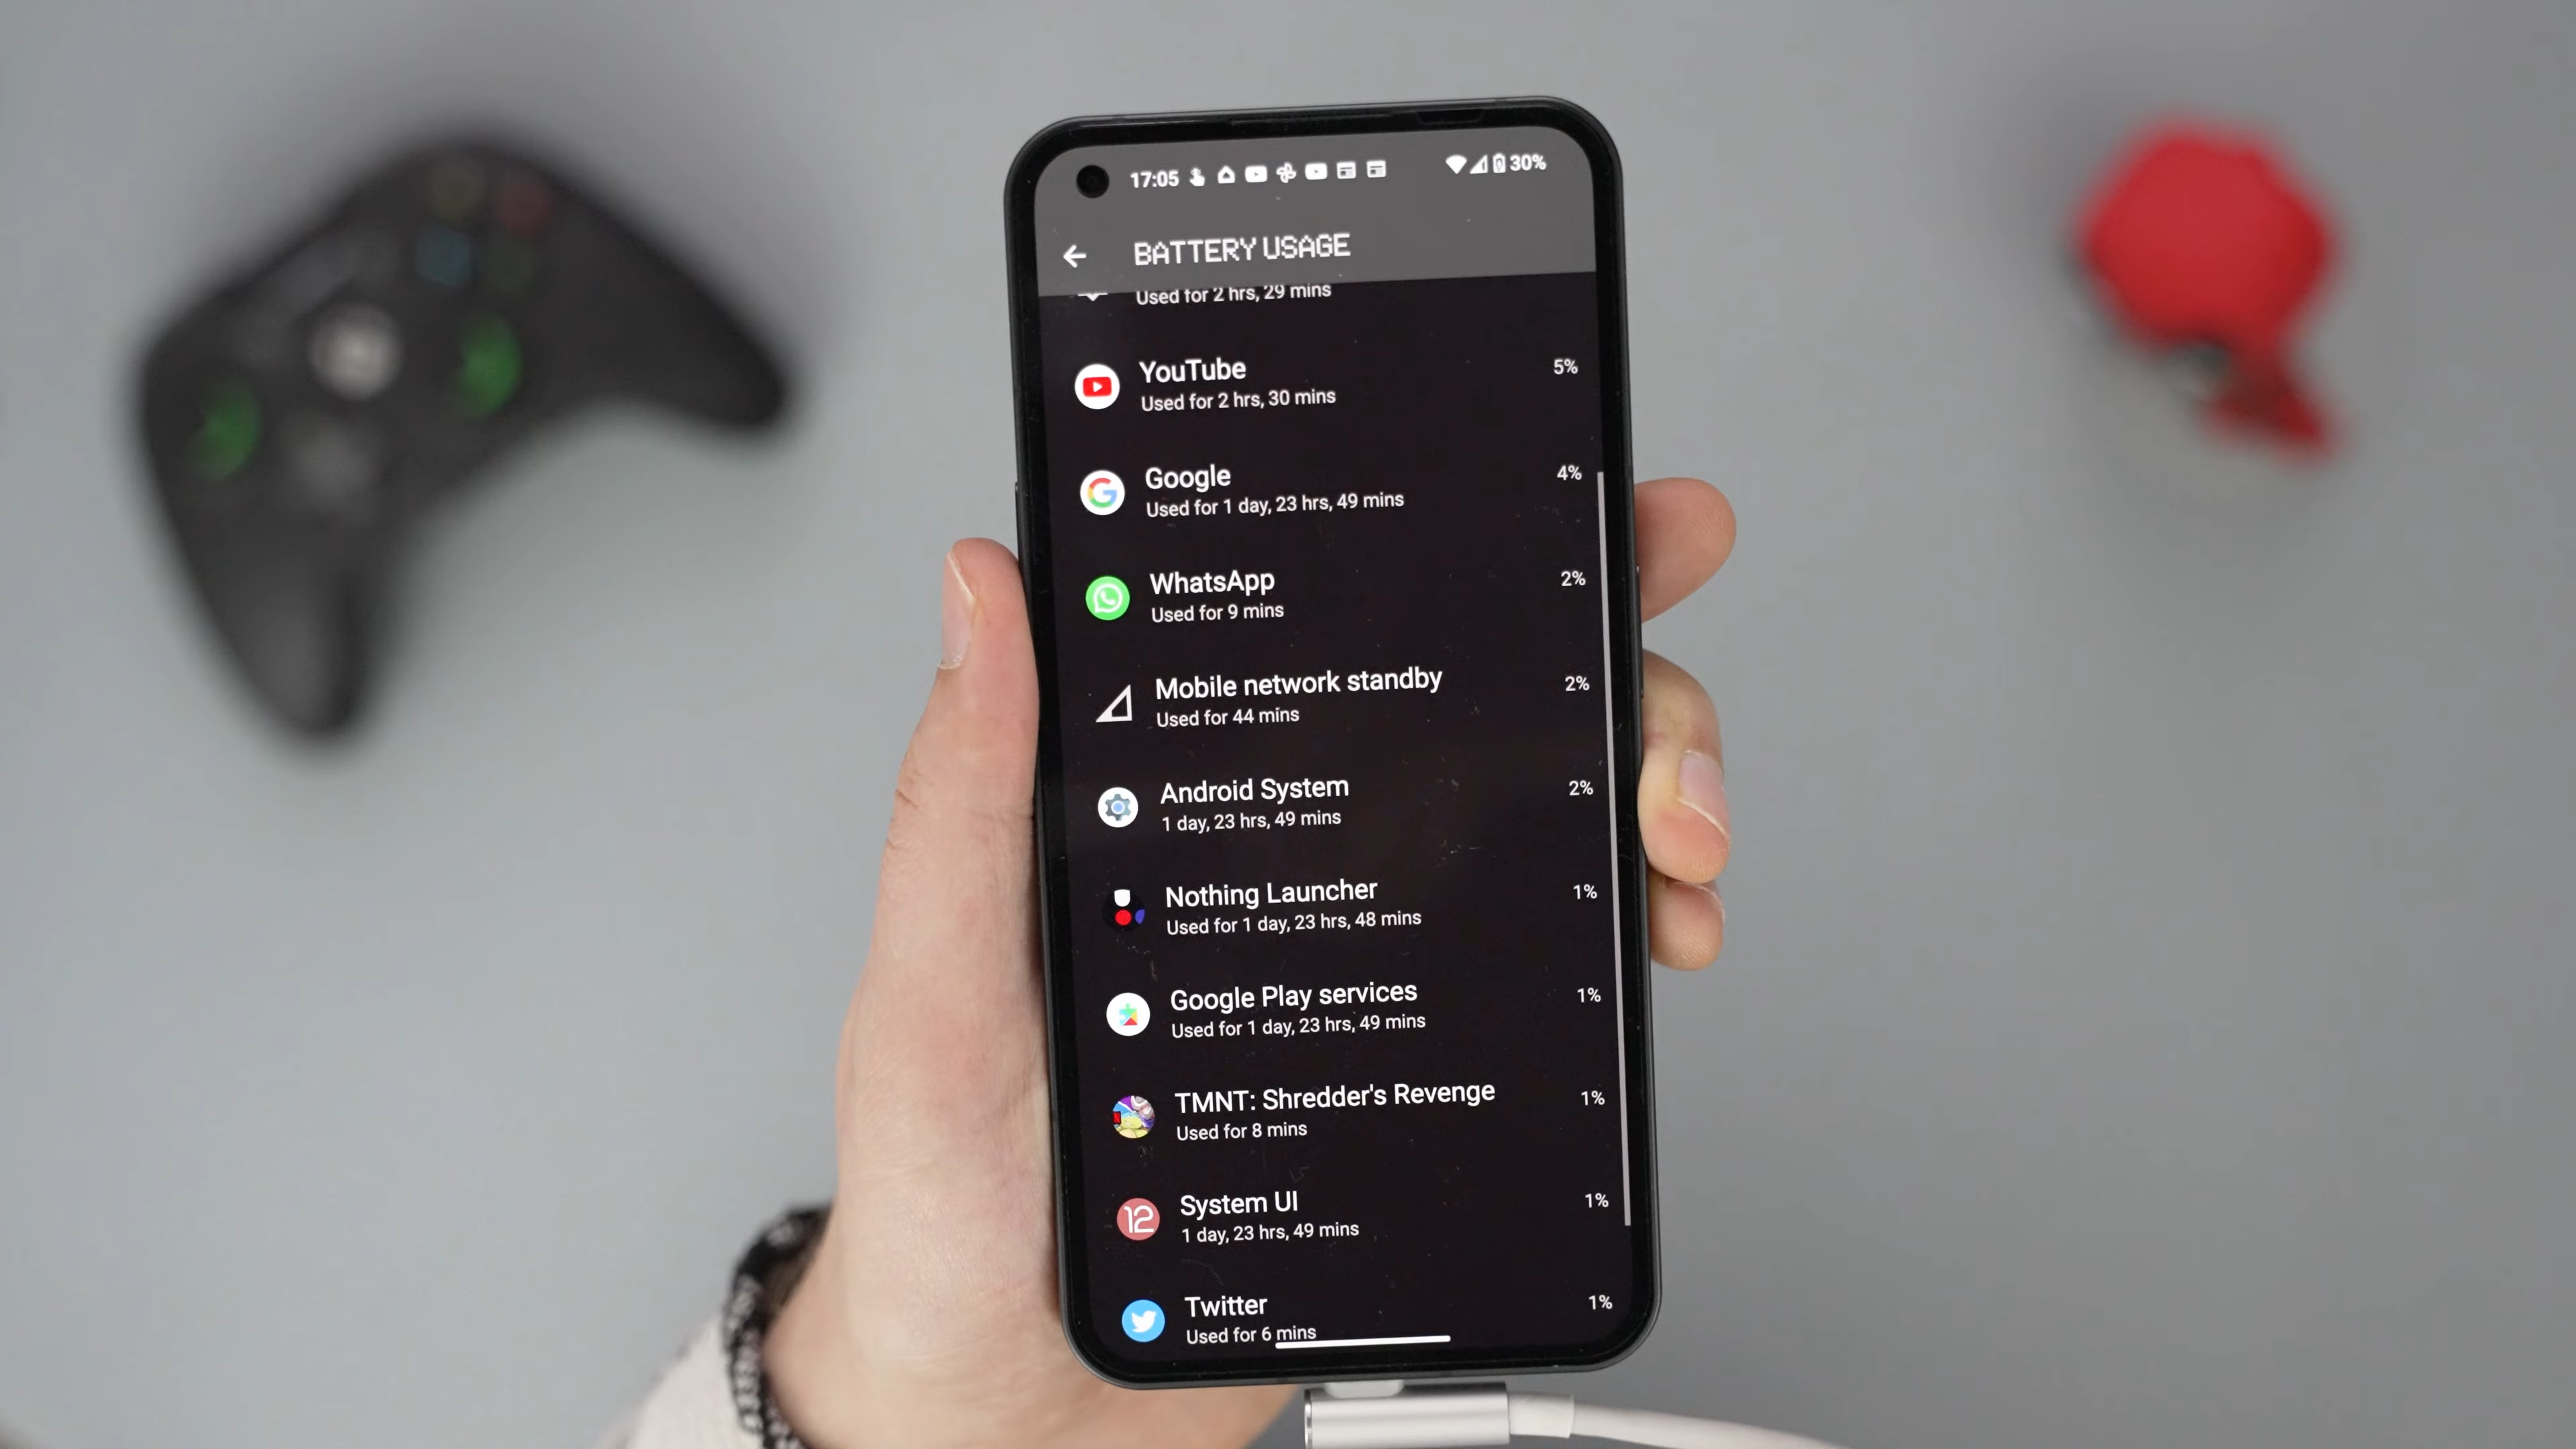 17:05 30%
BATTERY USAGE
Used for 2 hrs, 29 mins
YouTube 5%
Used for 2 hrs, 30 mins
Google 4%
Used for 1 day, 23 hrs, 49 mins
WhatsApp 2%
Used for 9 mins
Mobile network standby 2%
Used for 44 mins
Android System 2%
1 day, 23 hrs, 49 mins
Nothing Launcher 1%
Used for 1 day, 23 hrs, 48 mins
Google Play services 1%
Used for 1 day, 23 hrs, 49 mins
TMNT: Shredder's Revenge 1%
Used for 8 mins
12 System UI 1%
1 day, 23 hrs, 49 mins
Twitter 1%
Used for 6 mins